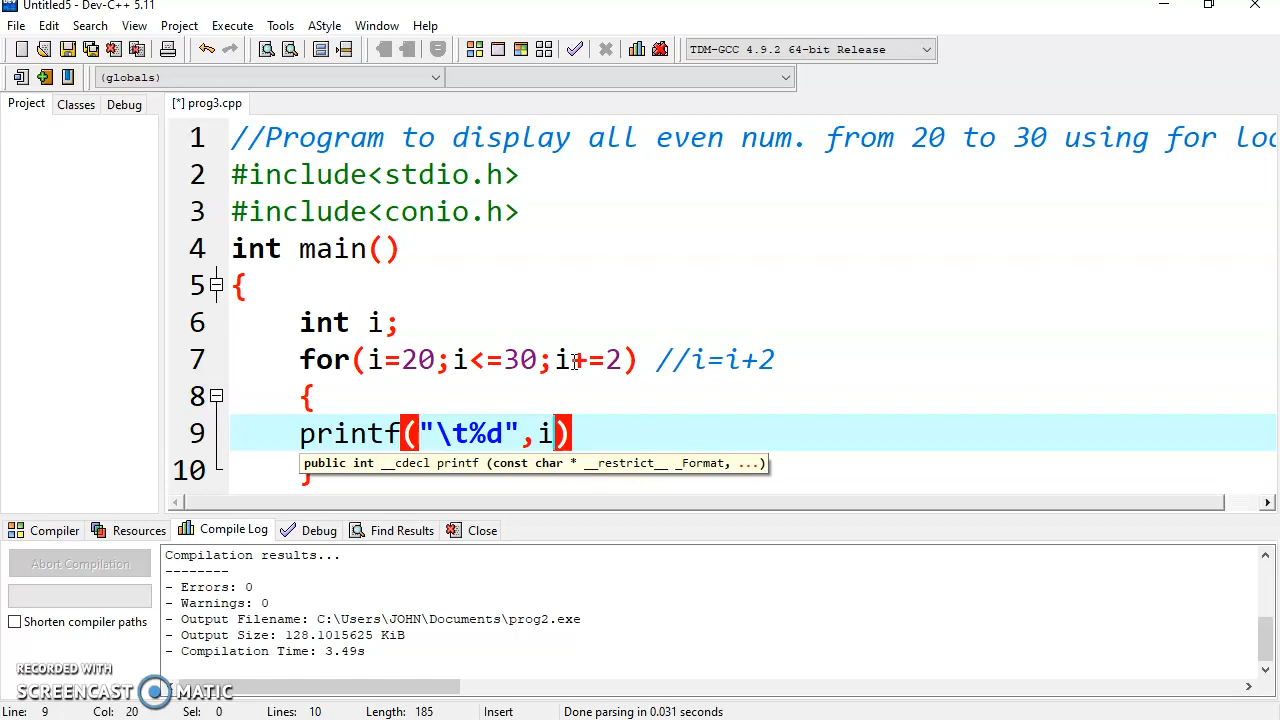 Untitled5 - Dev-C++ 5.11
File Edit Search View Project Execute Tools AStyle Window Help
TDM-GCC 4.9.2 64-bit Release
(globals)
Project Classes Debug [*] prog3.cpp
1 //Program to display all even num. from 20 to 30 using for loo
2 #include<stdio.h>
3 #include<conio.h>
4 int main()
5 {
6 int i;
7 for(i=20;i<=30;i+=2) //i=i+2
8 {
9 printf("\t%d",i)
public int __cdecl printf (const char * __restrict__ _Format, ...)
10 }
Compiler Resources Compile Log Debug Find Results Close
Abort Compilation
Shorten compiler paths
Compilation results...
--------
- Errors: 0
- Warnings: 0
- Output Filename: C:\Users\JOHN\Documents\prog2.exe
- Output Size: 128.1015625 KiB
- Compilation Time: 3.49s
RECORDED WITH
SCREENCAST MATIC
Line: 9 Col: 20 Sel: 0 Lines: 10 Length: 185 Insert Done parsing in 0.031 seconds